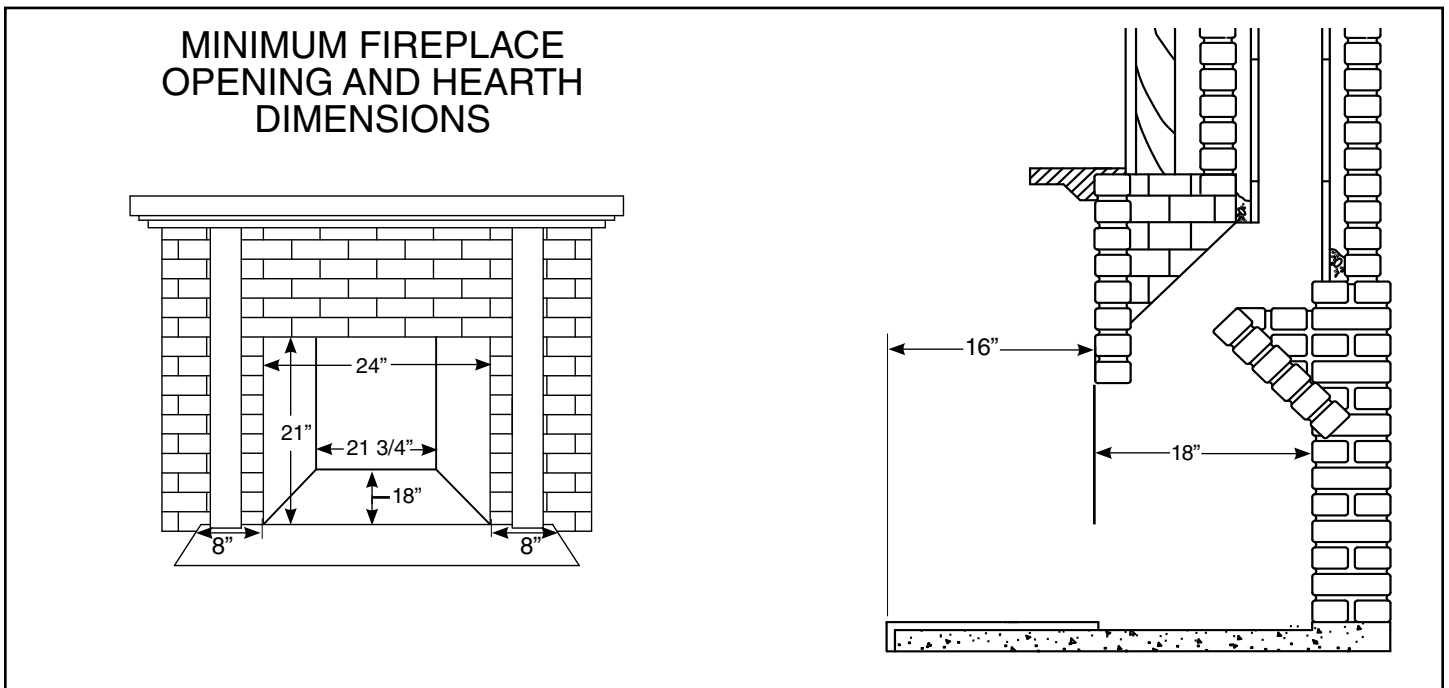 MINIMUM FIREPLACE
OPENING AND HEARTH
DIMENSIONS
24”
21”
21 3/4”
18”
8”
8”
16”
18”